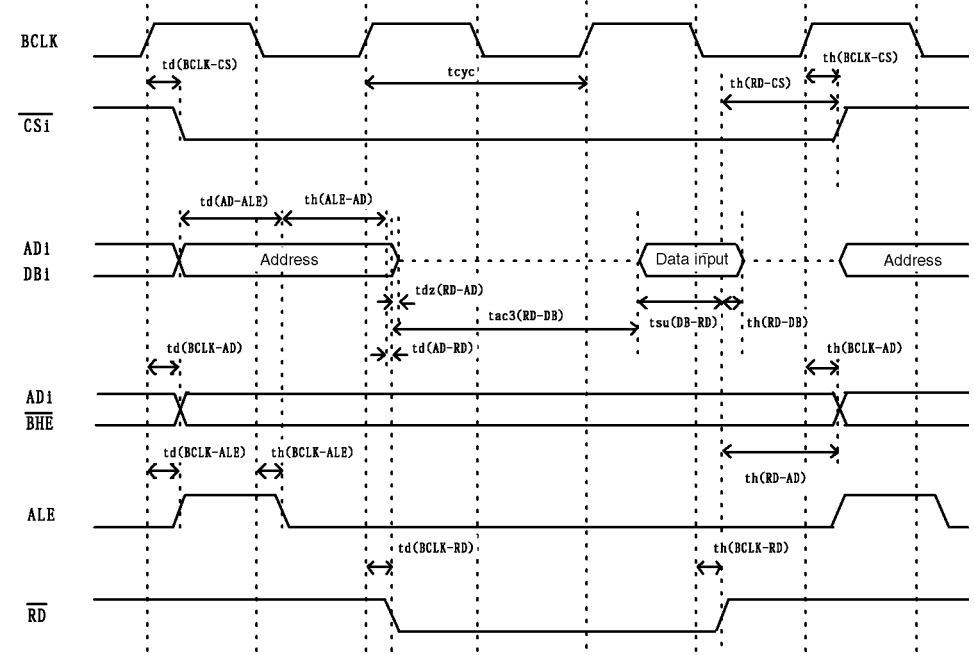 BCLK
td(BCLK-CS)
tcyc
th(BCLK-CS)
th(RD-CS)
CSi
td(AD-ALE)
th(ALE-AD)
ADi
DBi
Address
Data input
Address
tdz(RD-AD)
tac3(RD-DB)
tsu(DB-RD)
th(RD-DB)
td(AD-RD)
td(BCLK-AD)
th(BCLK-AD)
ADi
BHE
td(BCLK-ALE)
th(BCLK-ALE)
th(RD-AD)
ALE
td(BCLK-RD)
th(BCLK-RD)
RD